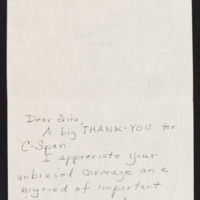 Dear Sirs,
A big THANK-YOU for
C-Span.
I appreciate your
unbiased coverage on a
myriad of important